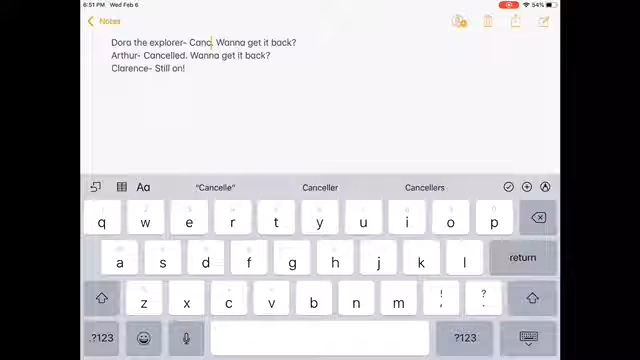 6:51 PM Wed Feb 6
54%
Notes
Dora the explorer- Canc. Wanna get it back?
Arthur- Cancelled. Wanna get it back?
Clarence- Still on!
Aa "Cancelle" Canceller Cancellers
q w e r t y u i o p
a s d f g h j k l return
z x c v b n m ! , ? .
.?123 .?123